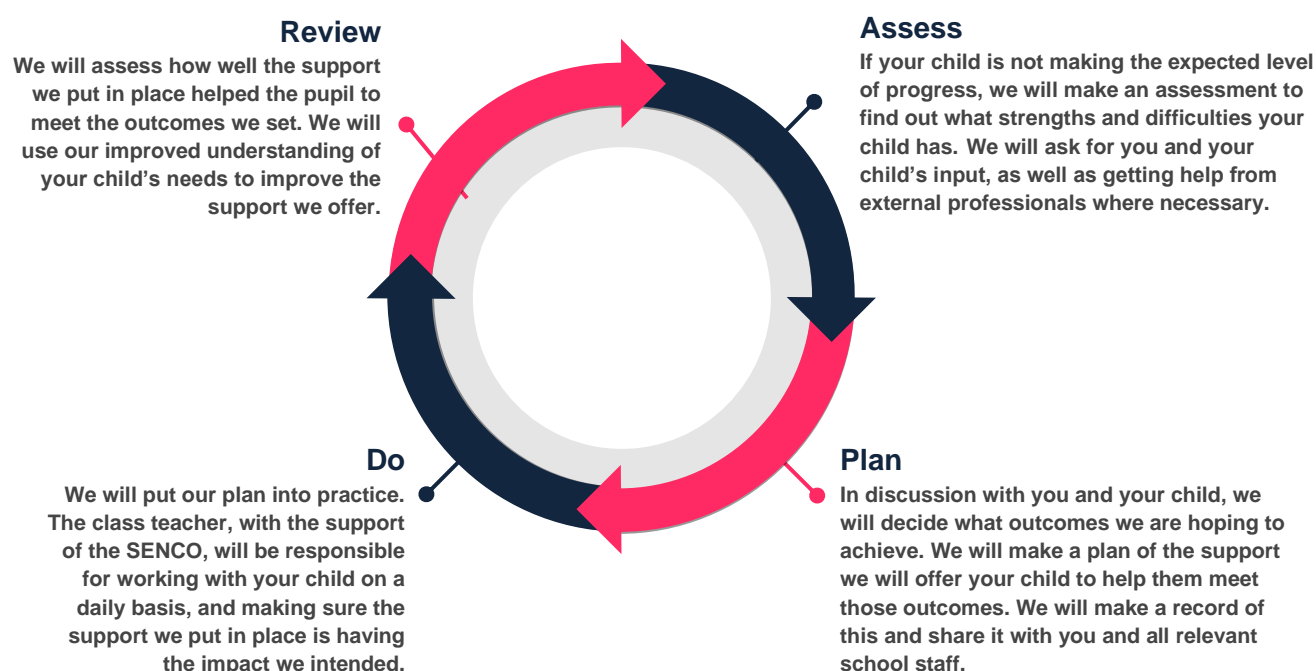 Review
We will assess how well the support
we put in place helped the pupil to
meet the outcomes we set. We will
use our improved understanding of
your child’s needs to improve the
support we offer.
Assess
If your child is not making the expected level
of progress, we will make an assessment to
find out what strengths and difficulties your
child has. We will ask for you and your
child’s input, as well as getting help from
external professionals where necessary.
Do
We will put our plan into practice.
The class teacher, with the support
of the SENCO, will be responsible
for working with your child on a
daily basis, and making sure the
support we put in place is having
the impact we intended.
Plan
In discussion with you and your child, we
will decide what outcomes we are hoping to
achieve. We will make a plan of the support
we will offer your child to help them meet
those outcomes. We will make a record of
this and share it with you and all relevant
school staff.